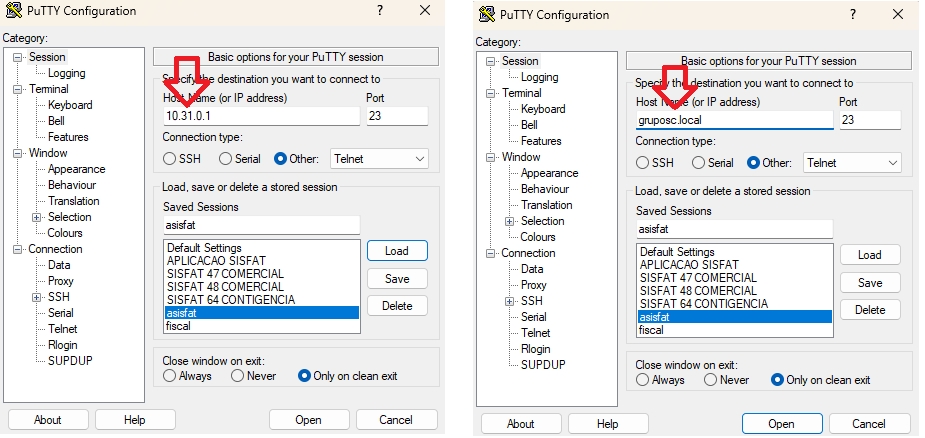 PuTTY Configuration
?
×
Category:
Session
Logging
Terminal
Keyboard
Bell
Features
Window
Appearance
Behaviour
Translation
Selection
Colours
Connection
Data
Proxy
SSH
Serial
Telnet
Rlogin
SUPDUP
Basic options for your PuTTY session
Specify the destination you want to connect to
Host Name (or IP address) Port
10.31.0.1 23
Connection type:
SSH Serial Other: Telnet
Load, save or delete a stored session
Saved Sessions
asisfat
Default Settings
APLICACAO SISFAT
SISFAT 47 COMERCIAL
SISFAT 48 COMERCIAL
SISFAT 64 CONTIGENCIA
asisfat
fiscal
Load
Save
Delete
Close window on exit:
Always Never Only on clean exit
About Help Open Cancel
PuTTY Configuration
?
×
Category:
Session
Logging
Terminal
Keyboard
Bell
Features
Window
Appearance
Behaviour
Translation
Selection
Colours
Connection
Data
Proxy
SSH
Serial
Telnet
Rlogin
SUPDUP
Basic options for your PuTTY session
Specify the destination you want to connect to
Host Name (or IP address) Port
gruposc.local 23
Connection type:
SSH Serial Other: Telnet
Load, save or delete a stored session
Saved Sessions
asisfat
Default Settings
APLICACAO SISFAT
SISFAT 47 COMERCIAL
SISFAT 48 COMERCIAL
SISFAT 64 CONTIGENCIA
asisfat
fiscal
Load
Save
Delete
Close window on exit:
Always Never Only on clean exit
About Help Open Cancel